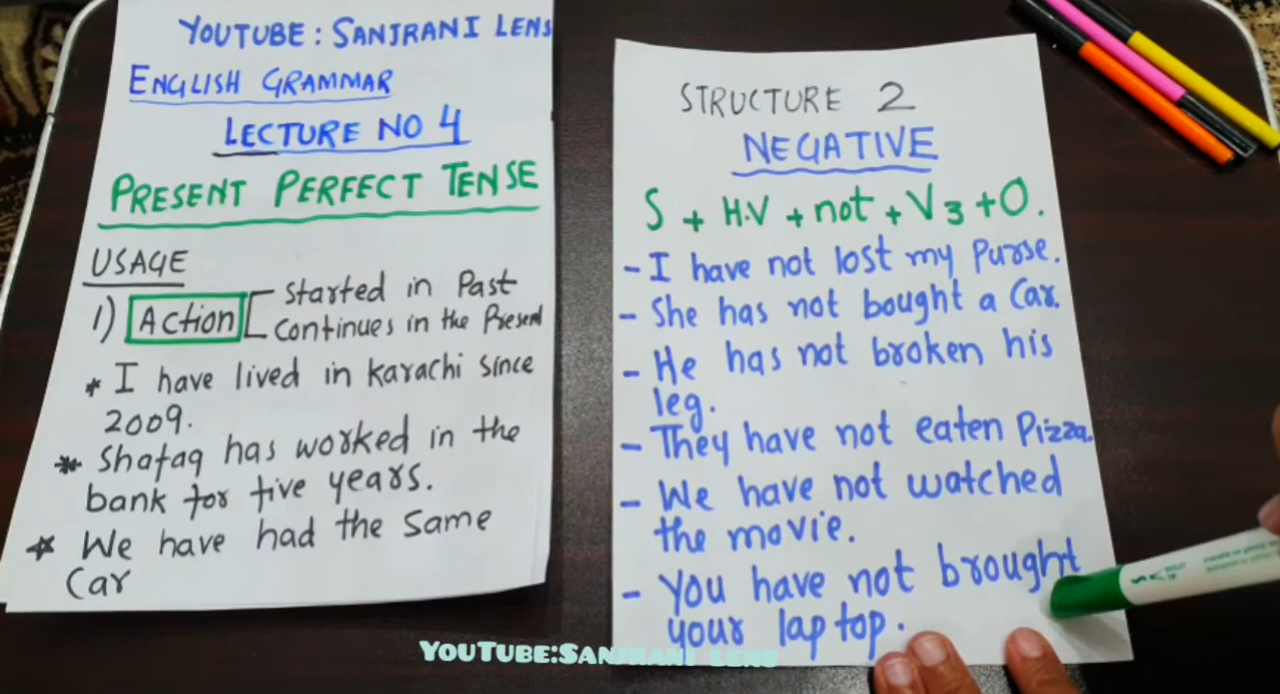 YOUTUBE: SANJRANI LENS
ENGLISH GRAMMAR
LECTURE NO 4
PRESENT PERFECT TENSE
USAGE
1) Action Started in Past
Continues in the Present
* I have lived in Karachi since
2009.
* Shafaq has worked in the
bank for five years.
* We have had the Same
Car
STRUCTURE 2
NEGATIVE
S + H.V + not + V3 + O.
- I have not lost my Purse.
- She has not bought a Car.
- He has not broken his
leg.
- They have not eaten Pizza.
- We have not watched
the movie.
- You have not brought
your laptop.
YOUTUBE:SANJRANI LENS